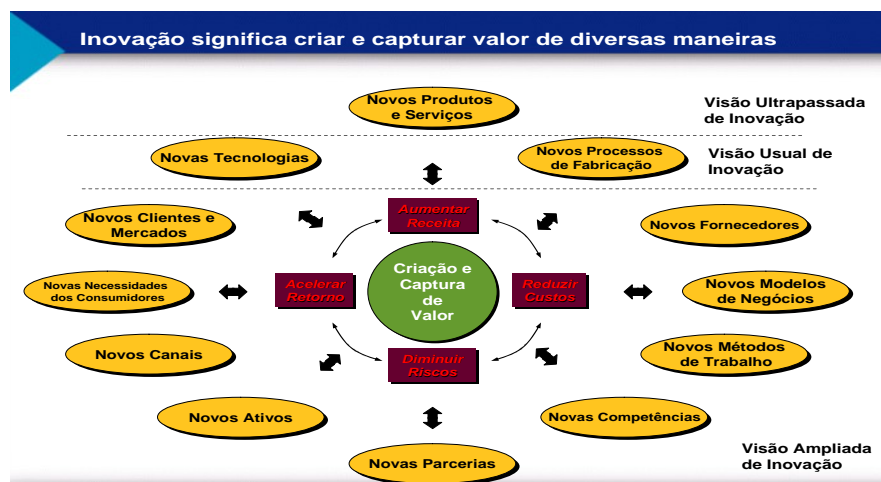 Inovação significa criar e capturar valor de diversas maneiras
Novos Produtos
e Serviços
Visão Ultrapassada
de Inovação
Novas Tecnologias
Novos Processos
de Fabricação
Visão Usual de
Inovação
Novos Clientes e
Mercados
Aumentar
Receita
Novos Fornecedores
Novas Necessidades
dos Consumidores
Acelerar
Retorno
Criação e
Captura
de
Valor
Reduzir
Custos
Novos Modelos
de Negócios
Novos Canais
Diminuir
Riscos
Novos Métodos
de Trabalho
Novos Ativos
Novas Competências
Novas Parcerias
Visão Ampliada
de Inovação